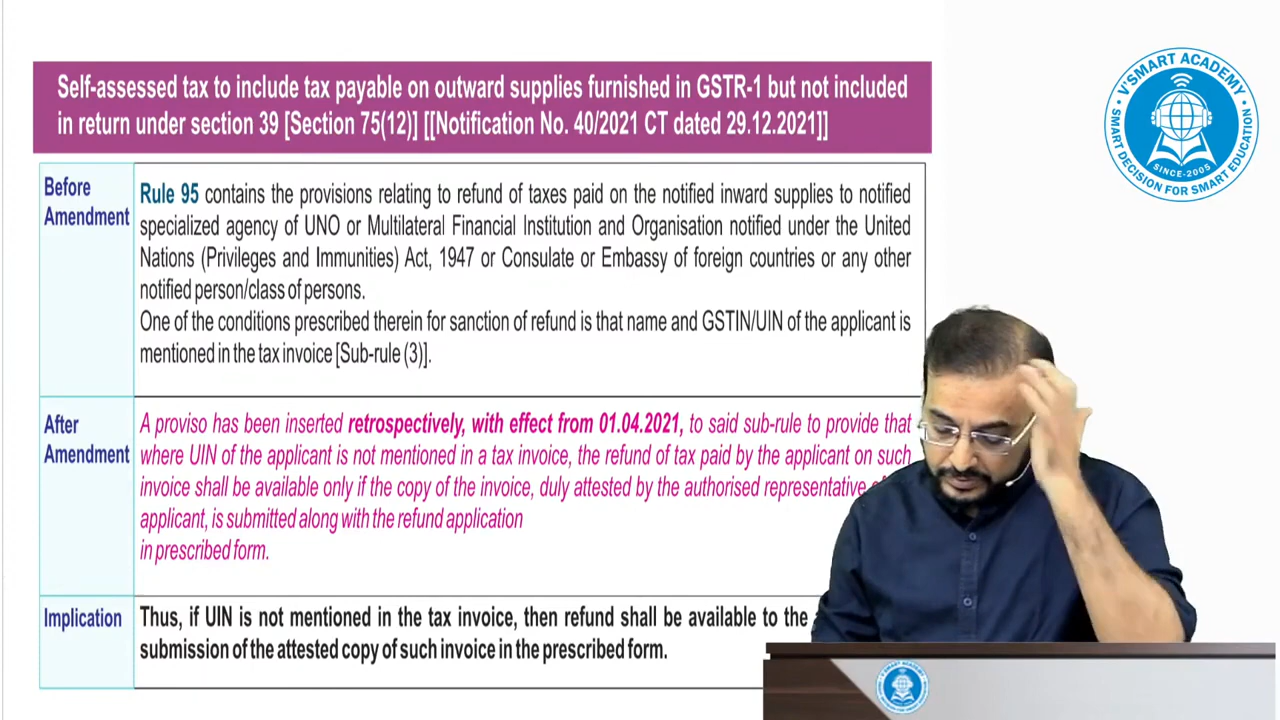 Self-assessed tax to include tax payable on outward supplies furnished in GSTR-1 but not included
in return under section 39 [Section 75(12)] [[Notification No. 40/2021 CT dated 29.12.2021]]
Before
Amendment
Rule 95 contains the provisions relating to refund of taxes paid on the notified inward supplies to notified
specialized agency of UNO or Multilateral Financial Institution and Organisation notified under the United
Nations (Privileges and Immunities) Act, 1947 or Consulate or Embassy of foreign countries or any other
notified person/class of persons.
One of the conditions prescribed therein for sanction of refund is that name and GSTIN/UIN of the applicant is
mentioned in the tax invoice [Sub-rule (3)].
After
Amendment
A proviso has been inserted retrospectively, with effect from 01.04.2021, to said sub-rule to provide that
where UIN of the applicant is not mentioned in a tax invoice, the refund of tax paid by the applicant on such
invoice shall be available only if the copy of the invoice, duly attested by the authorised representative
applicant, is submitted along with the refund application
in prescribed form.
Implication
Thus, if UIN is not mentioned in the tax invoice, then refund shall be available to the
submission of the attested copy of such invoice in the prescribed form.
V'SMART ACADEMY
SINCE-2005
SMART DECISION FOR SMART EDUCATION